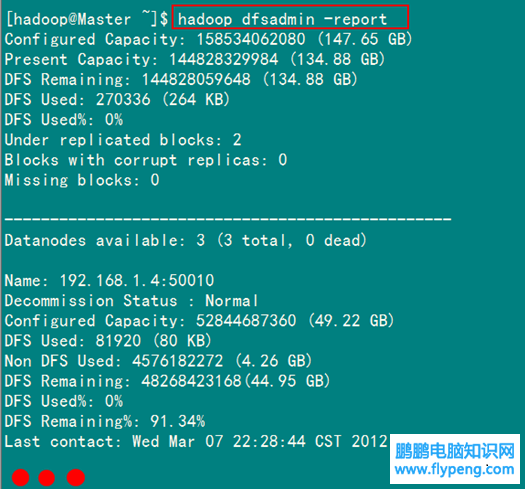 [hadoop@Master ~]$ hadoop dfsadmin -report
Configured Capacity: 158534062080 (147.65 GB)
Present Capacity: 144828329984 (134.88 GB)
DFS Remaining: 144828059648 (134.88 GB)
DFS Used: 270336 (264 KB)
DFS Used%: 0%
Under replicated blocks: 2
Blocks with corrupt replicas: 0
Missing blocks: 0
-------------------------------------------------
Datanodes available: 3 (3 total, 0 dead)
Name: 192.168.1.4:50010
Decommission Status : Normal
Configured Capacity: 52844687360 (49.22 GB)
DFS Used: 81920 (80 KB)
Non DFS Used: 4576182272 (4.26 GB)
DFS Remaining: 48268423168(44.95 GB)
DFS Used%: 0%
DFS Remaining%: 91.34%
Last contact: Wed Mar 07 22:28:44 CST 2012
鹏鹏电脑知识网
www.flypeng.com